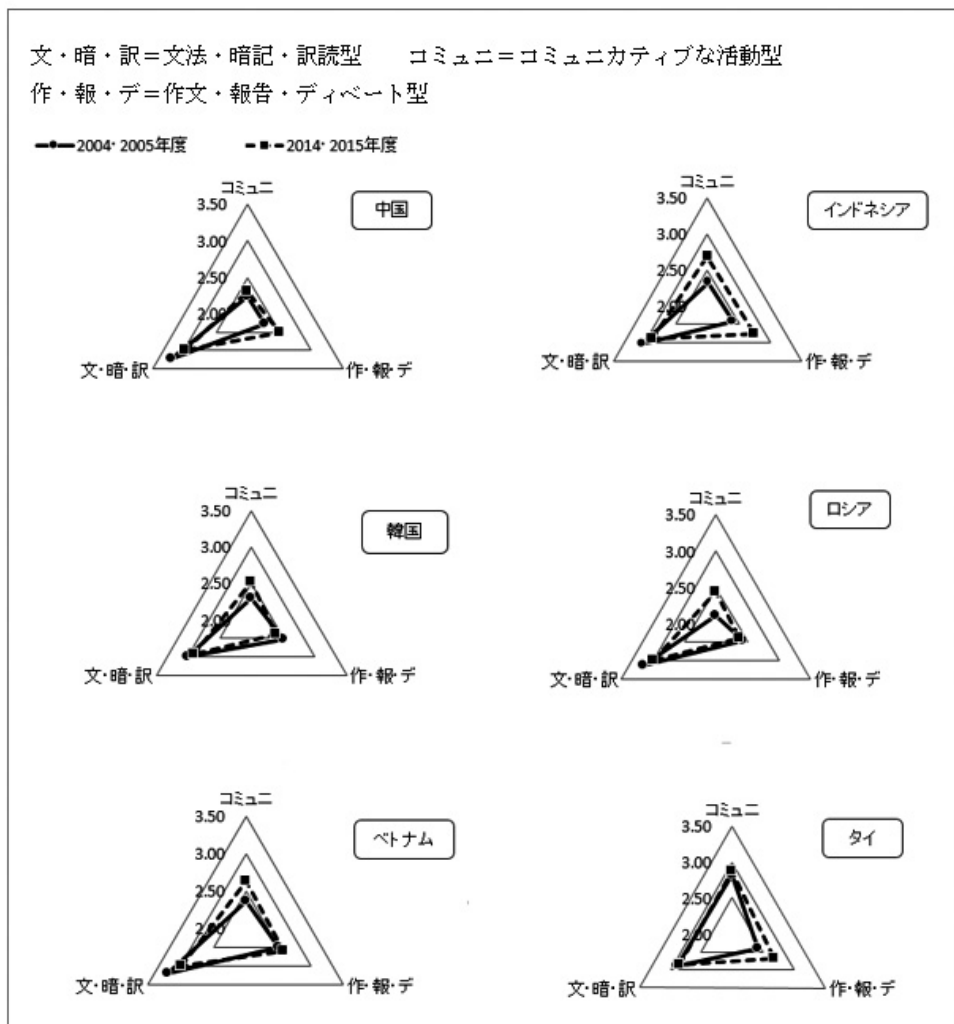 文・暗・訳＝文法・暗記・訳読型　　コミュニ＝コミュニカティブな活動型
作・報・デ＝作文・報告・ディベート型
2004・2005年度　　2014・2015年度
コミュニ
中国
3.50
3.00
2.50
2.00
文・暗・訳　　作・報・デ
コミュニ
インドネシア
3.50
3.00
2.50
2.00
文・暗・訳　　作・報・デ
コミュニ
韓国
3.50
3.00
2.50
2.00
文・暗・訳　　作・報・デ
コミュニ
ロシア
3.50
3.00
2.50
2.00
文・暗・訳　　作・報・デ
コミュニ
ベトナム
3.50
3.00
2.50
2.00
文・暗・訳　　作・報・デ
コミュニ
タイ
3.50
3.00
2.50
2.00
文・暗・訳　　作・報・デ